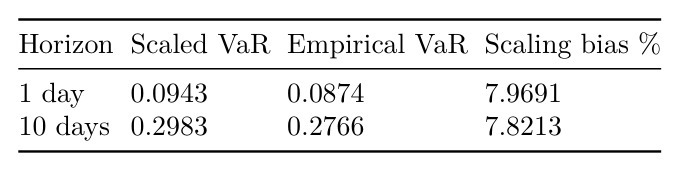 Horizon Scaled VaR Empirical VaR Scaling bias %
1 day 0.0943 0.0874 7.9691
10 days 0.2983 0.2766 7.8213